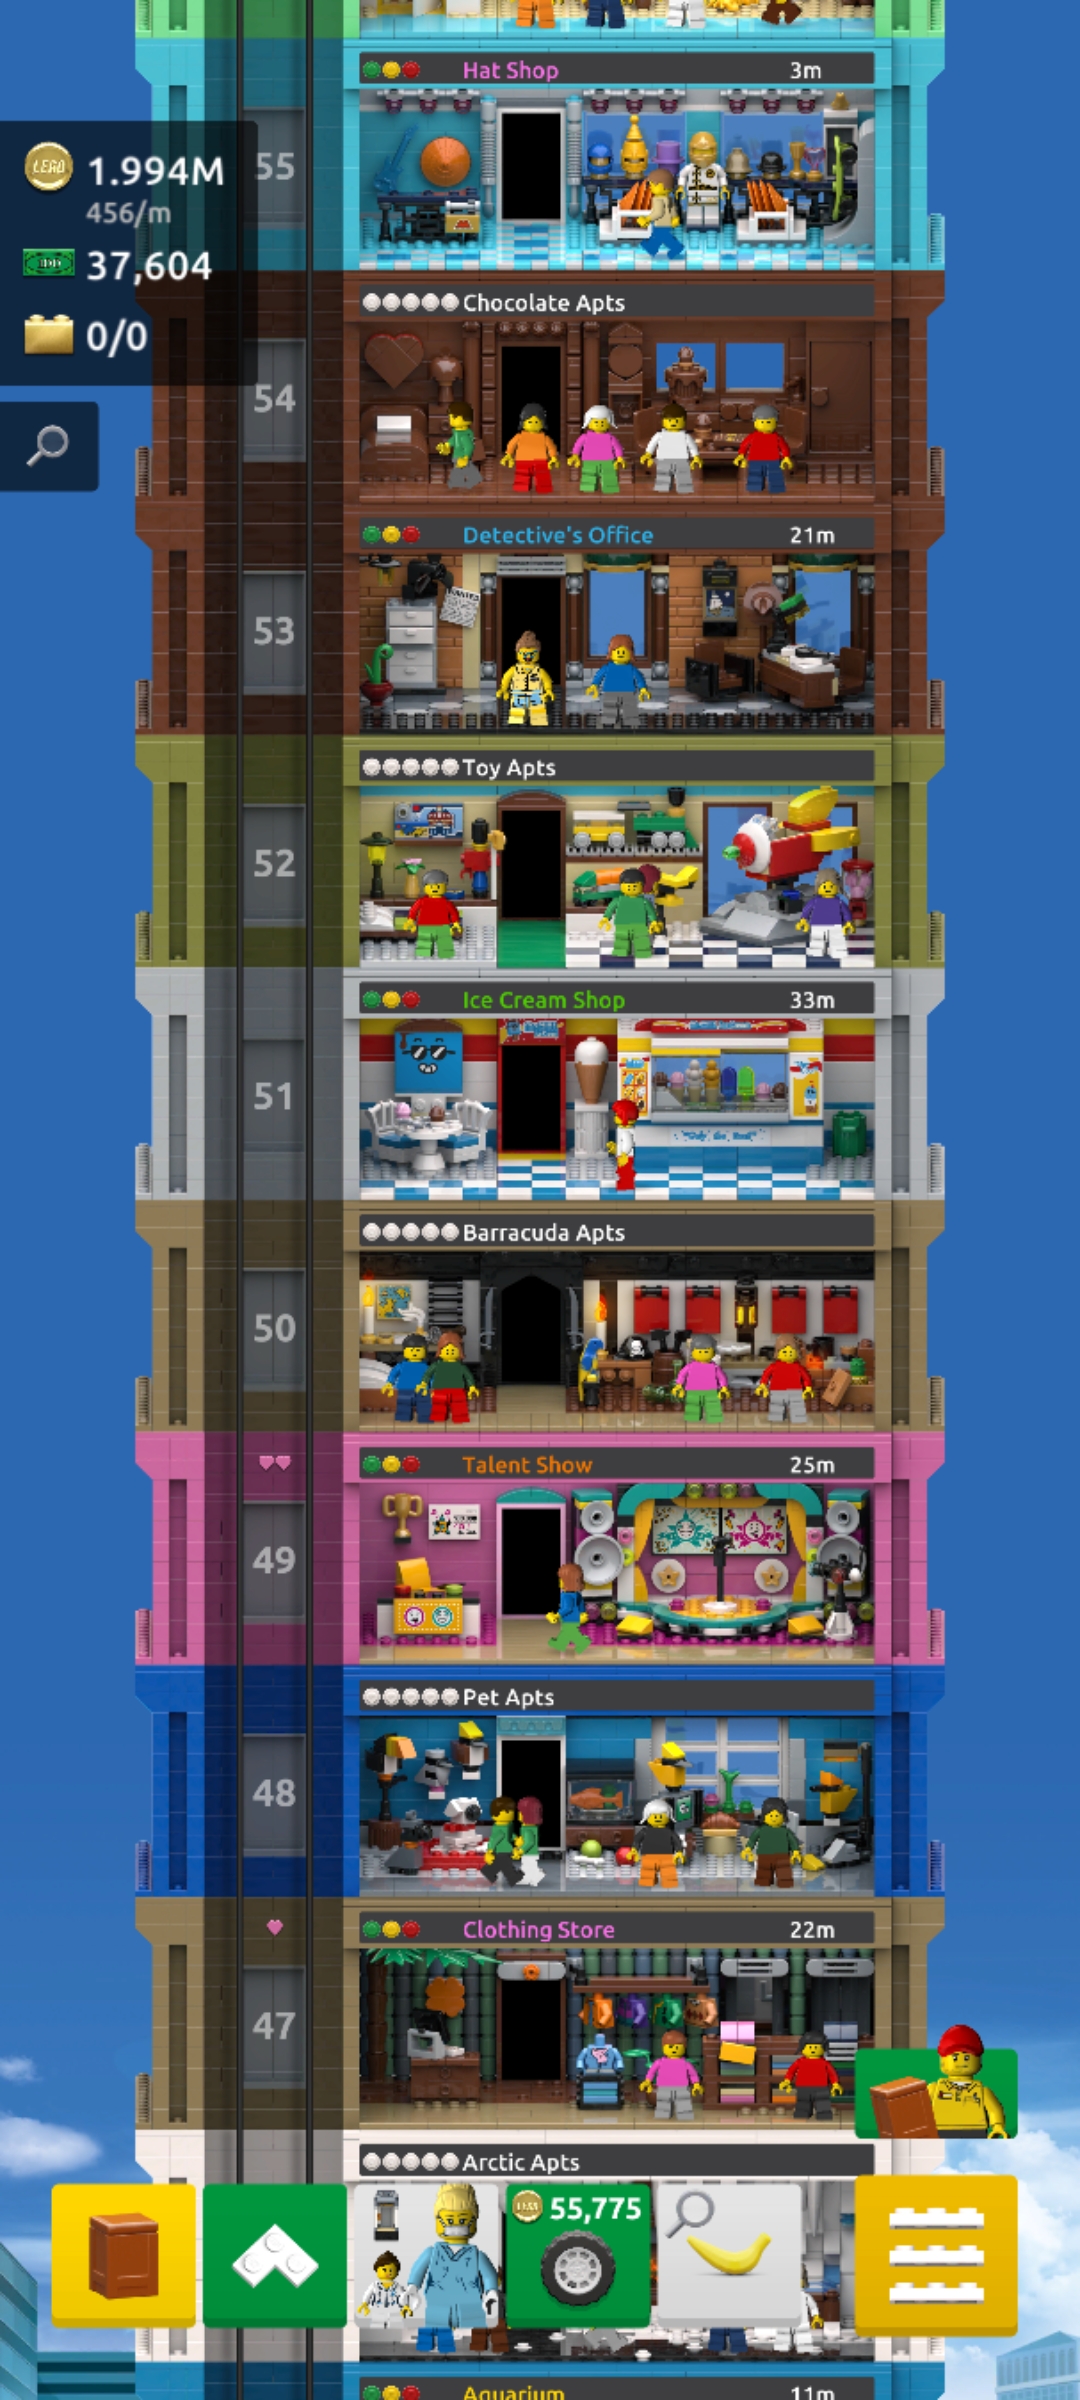 Hat Shop 3m
55
LEGO 1.994M
456/m
37,604
0/0
Chocolate Apts
54
Detective's Office 21m
53
WANTED
Toy Apts
52
Ice Cream Shop 33m
51
Barracuda Apts
50
Talent Show 25m
49
Pet Apts
48
Clothing Store 22m
47
Arctic Apts
55,775
Aquarium 11m